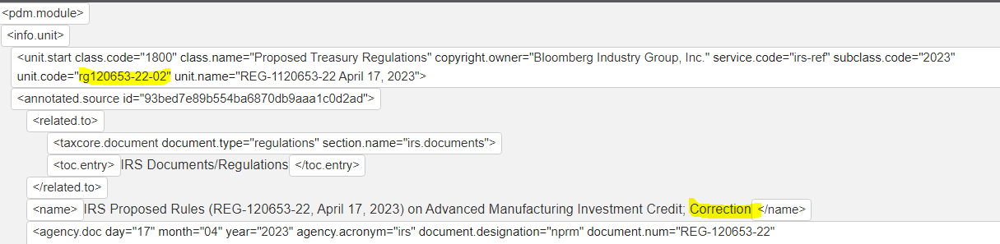 <pdm.module>
<info.unit>
<unit.start class.code="1800" class.name="Proposed Treasury Regulations" copyright.owner="Bloomberg Industry Group, Inc." service.code="irs-ref" subclass.code="2023"
unit.code="rg120653-22-02" unit.name="REG-1120653-22 April 17, 2023">
<annotated.source id="93bed7e89b554ba6870db9aaa1c0d2ad">
<related.to>
<taxcore.document document.type="regulations" section.name="irs.documents">
<toc.entry> IRS Documents/Regulations </toc.entry>
</related.to>
<name> IRS Proposed Rules (REG-120653-22, April 17, 2023) on Advanced Manufacturing Investment Credit; Correction </name>
<agency.doc day="17" month="04" year="2023" agency.acronym="irs" document.designation="nprm" document.num="REG-120653-22"